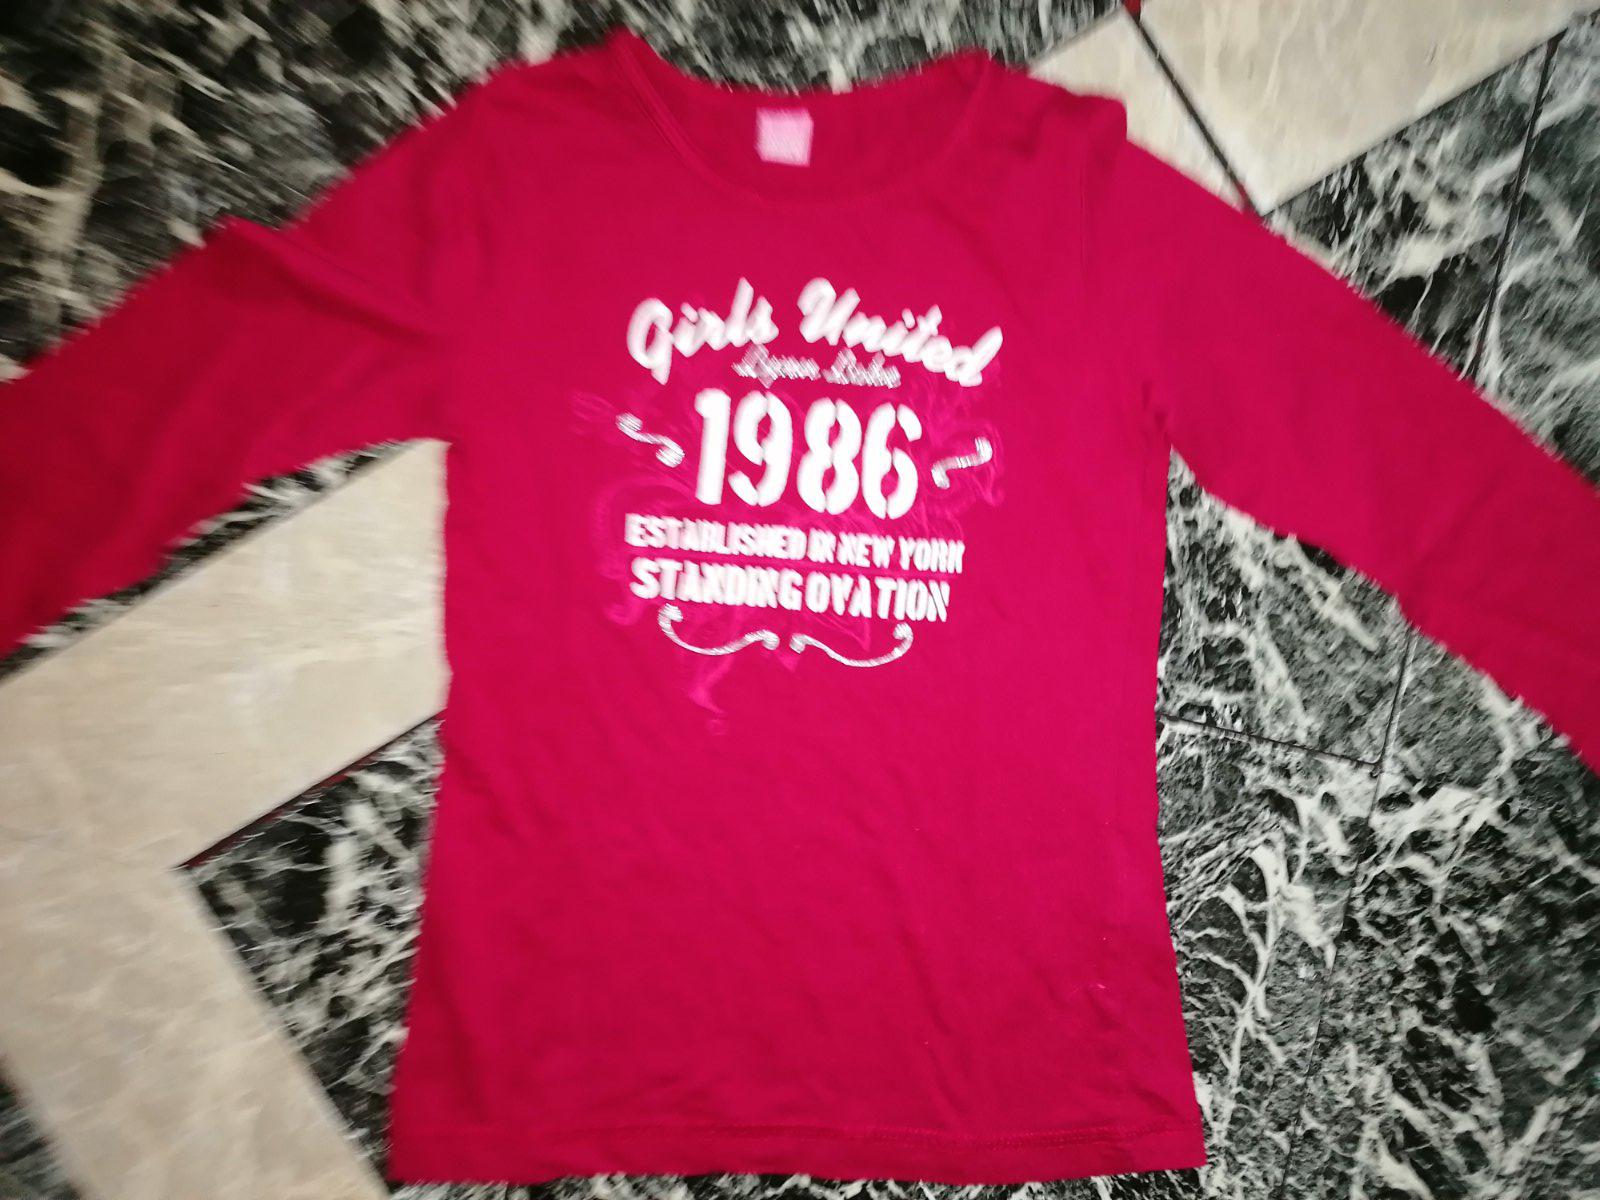 Girls United
1986
ESTABLISHED IN NEW YORK
STANDING OVATION